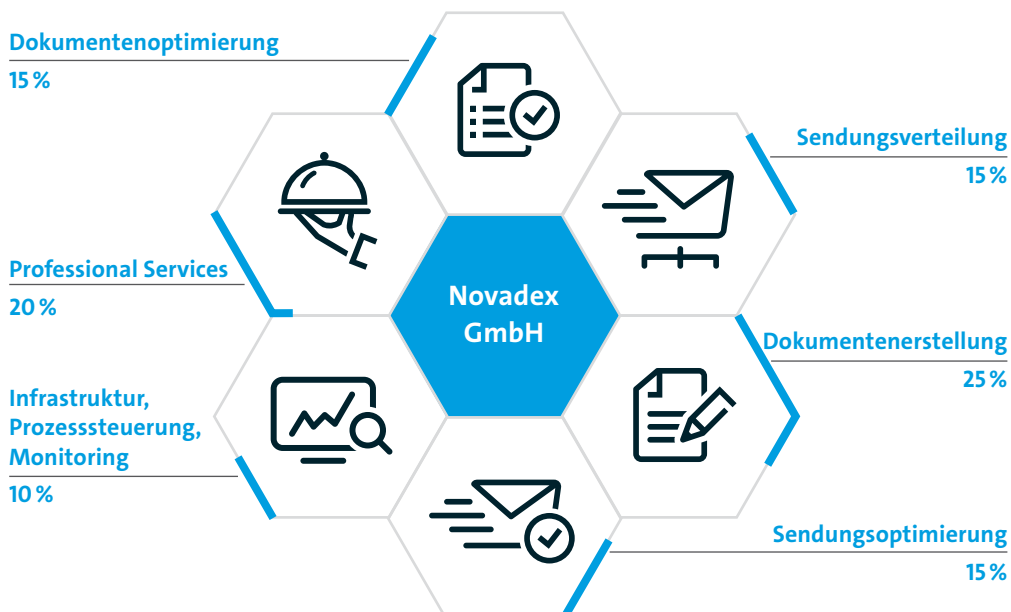 Dokumentenoptimierung
15 %
Sendungsverteilung
15 %
Professional Services
20 %
Novadex
GmbH
Dokumentenerstellung
25 %
Infrastruktur,
Prozesssteuerung,
Monitoring
10 %
Sendungsoptimierung
15 %